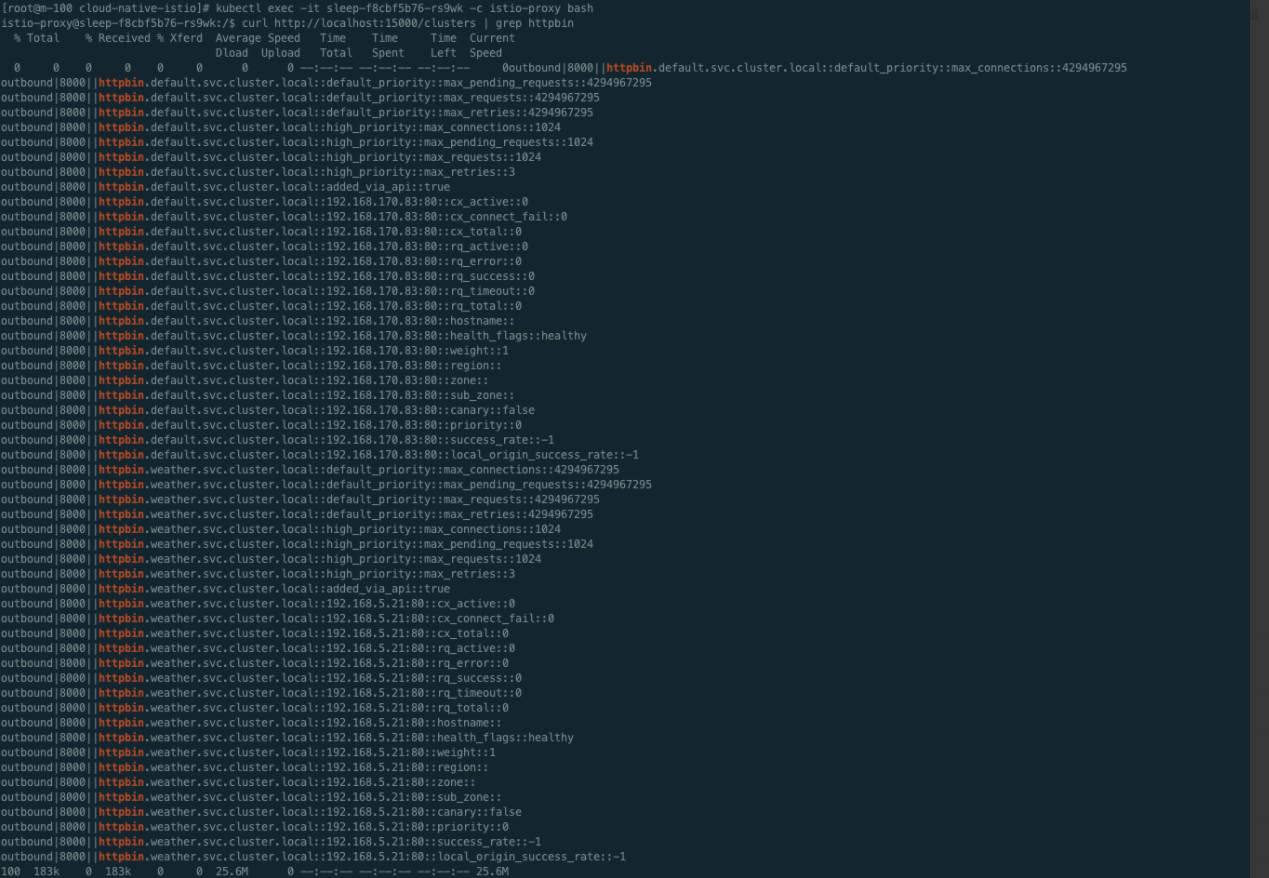 [root@m-100 cloud-native-istio]# kubectl exec -it sleep-f8cbf5b76-rs9wk -c istio-proxy bash
istio-proxy@sleep-f8cbf5b76-rs9wk:/$ curl http://localhost:15000/clusters | grep httpbin
% Total % Received % Xferd Average Speed Time Time Time Current
Dload Upload Total Spent Left Speed
0 0 0 0 0 0 0 0 --:--:-- --:--:-- --:--:-- 0outbound|8000||httpbin.default.svc.cluster.local::default_priority::max_connections::4294967295
outbound|8000||httpbin.default.svc.cluster.local::default_priority::max_pending_requests::4294967295
outbound|8000||httpbin.default.svc.cluster.local::default_priority::max_requests::4294967295
outbound|8000||httpbin.default.svc.cluster.local::default_priority::max_retries::4294967295
outbound|8000||httpbin.default.svc.cluster.local::high_priority::max_connections::1024
outbound|8000||httpbin.default.svc.cluster.local::high_priority::max_pending_requests::1024
outbound|8000||httpbin.default.svc.cluster.local::high_priority::max_requests::1024
outbound|8000||httpbin.default.svc.cluster.local::high_priority::max_retries::3
outbound|8000||httpbin.default.svc.cluster.local::added_via_api::true
outbound|8000||httpbin.default.svc.cluster.local::192.168.170.83:80::cx_active::0
outbound|8000||httpbin.default.svc.cluster.local::192.168.170.83:80::cx_connect_fail::0
outbound|8000||httpbin.default.svc.cluster.local::192.168.170.83:80::cx_total::0
outbound|8000||httpbin.default.svc.cluster.local::192.168.170.83:80::rq_active::0
outbound|8000||httpbin.default.svc.cluster.local::192.168.170.83:80::rq_error::0
outbound|8000||httpbin.default.svc.cluster.local::192.168.170.83:80::rq_success::0
outbound|8000||httpbin.default.svc.cluster.local::192.168.170.83:80::rq_timeout::0
outbound|8000||httpbin.default.svc.cluster.local::192.168.170.83:80::rq_total::0
outbound|8000||httpbin.default.svc.cluster.local::192.168.170.83:80::hostname::
outbound|8000||httpbin.default.svc.cluster.local::192.168.170.83:80::health_flags::healthy
outbound|8000||httpbin.default.svc.cluster.local::192.168.170.83:80::weight::1
outbound|8000||httpbin.default.svc.cluster.local::192.168.170.83:80::region::
outbound|8000||httpbin.default.svc.cluster.local::192.168.170.83:80::zone::
outbound|8000||httpbin.default.svc.cluster.local::192.168.170.83:80::sub_zone::
outbound|8000||httpbin.default.svc.cluster.local::192.168.170.83:80::canary::false
outbound|8000||httpbin.default.svc.cluster.local::192.168.170.83:80::priority::0
outbound|8000||httpbin.default.svc.cluster.local::192.168.170.83:80::success_rate::-1
outbound|8000||httpbin.default.svc.cluster.local::192.168.170.83:80::local_origin_success_rate::-1
outbound|8000||httpbin.weather.svc.cluster.local::default_priority::max_connections::4294967295
outbound|8000||httpbin.weather.svc.cluster.local::default_priority::max_pending_requests::4294967295
outbound|8000||httpbin.weather.svc.cluster.local::default_priority::max_requests::4294967295
outbound|8000||httpbin.weather.svc.cluster.local::default_priority::max_retries::4294967295
outbound|8000||httpbin.weather.svc.cluster.local::high_priority::max_connections::1024
outbound|8000||httpbin.weather.svc.cluster.local::high_priority::max_pending_requests::1024
outbound|8000||httpbin.weather.svc.cluster.local::high_priority::max_requests::1024
outbound|8000||httpbin.weather.svc.cluster.local::high_priority::max_retries::3
outbound|8000||httpbin.weather.svc.cluster.local::added_via_api::true
outbound|8000||httpbin.weather.svc.cluster.local::192.168.5.21:80::cx_active::0
outbound|8000||httpbin.weather.svc.cluster.local::192.168.5.21:80::cx_connect_fail::0
outbound|8000||httpbin.weather.svc.cluster.local::192.168.5.21:80::cx_total::0
outbound|8000||httpbin.weather.svc.cluster.local::192.168.5.21:80::rq_active::0
outbound|8000||httpbin.weather.svc.cluster.local::192.168.5.21:80::rq_error::0
outbound|8000||httpbin.weather.svc.cluster.local::192.168.5.21:80::rq_success::0
outbound|8000||httpbin.weather.svc.cluster.local::192.168.5.21:80::rq_timeout::0
outbound|8000||httpbin.weather.svc.cluster.local::192.168.5.21:80::rq_total::0
outbound|8000||httpbin.weather.svc.cluster.local::192.168.5.21:80::hostname::
outbound|8000||httpbin.weather.svc.cluster.local::192.168.5.21:80::health_flags::healthy
outbound|8000||httpbin.weather.svc.cluster.local::192.168.5.21:80::weight::1
outbound|8000||httpbin.weather.svc.cluster.local::192.168.5.21:80::region::
outbound|8000||httpbin.weather.svc.cluster.local::192.168.5.21:80::zone::
outbound|8000||httpbin.weather.svc.cluster.local::192.168.5.21:80::sub_zone::
outbound|8000||httpbin.weather.svc.cluster.local::192.168.5.21:80::canary::false
outbound|8000||httpbin.weather.svc.cluster.local::192.168.5.21:80::priority::0
outbound|8000||httpbin.weather.svc.cluster.local::192.168.5.21:80::success_rate::-1
outbound|8000||httpbin.weather.svc.cluster.local::192.168.5.21:80::local_origin_success_rate::-1
100 183k 0 183k 0 0 25.6M 0 --:--:-- --:--:-- --:--:-- 25.6M